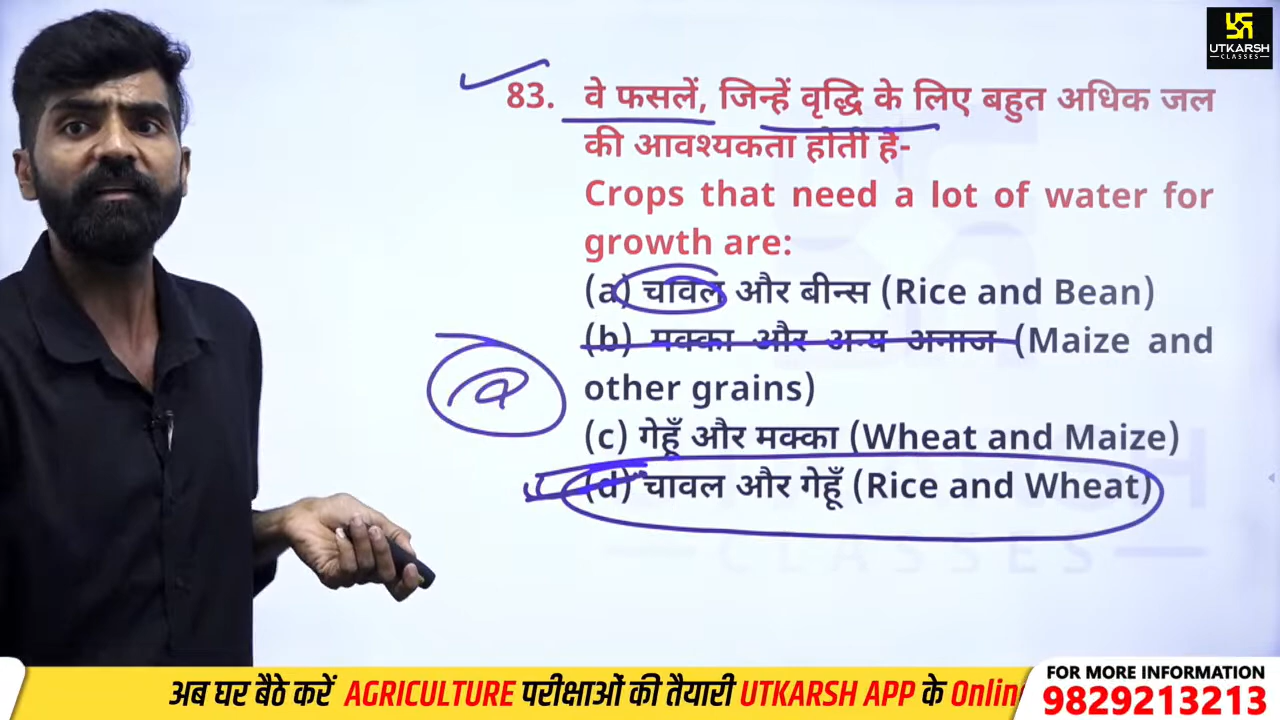 UTKARSH
CLASSES
83. वे फसलें, जिन्हें वृद्धि के लिए बहुत अधिक जल
की आवश्यकता होती है-
Crops that need a lot of water for
growth are:
(a) चावल और बीन्स (Rice and Bean)
(b) मक्का और अन्य अनाज (Maize and
other grains)
(c) गेहूँ और मक्का (Wheat and Maize)
(d) चावल और गेहूँ (Rice and Wheat)
CLASSES
अब घर बैठे करें AGRICULTURE परीक्षाओं की तैयारी UTKARSH APP के
FOR MORE INFORMATION
9829213213